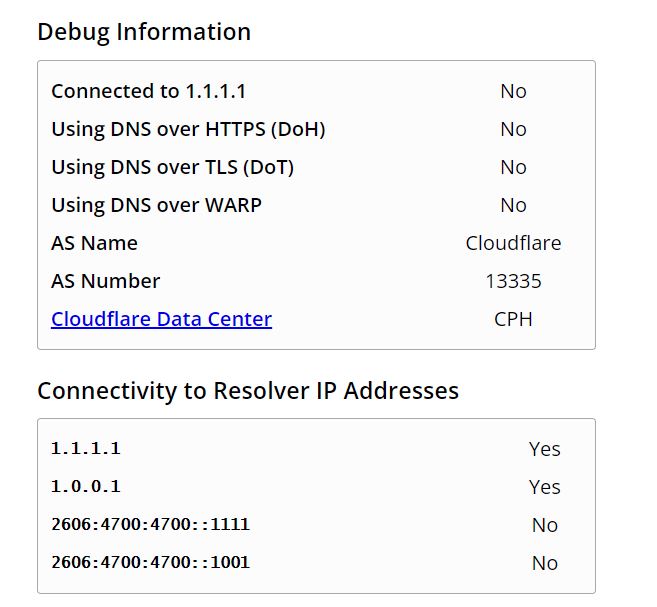 Debug Information
Connected to 1.1.1.1 No
Using DNS over HTTPS (DoH) No
Using DNS over TLS (DoT) No
Using DNS over WARP No
AS Name Cloudflare
AS Number 13335
Cloudflare Data Center CPH
Connectivity to Resolver IP Addresses
1.1.1.1 Yes
1.0.0.1 Yes
2606:4700:4700::1111 No
2606:4700:4700::1001 No